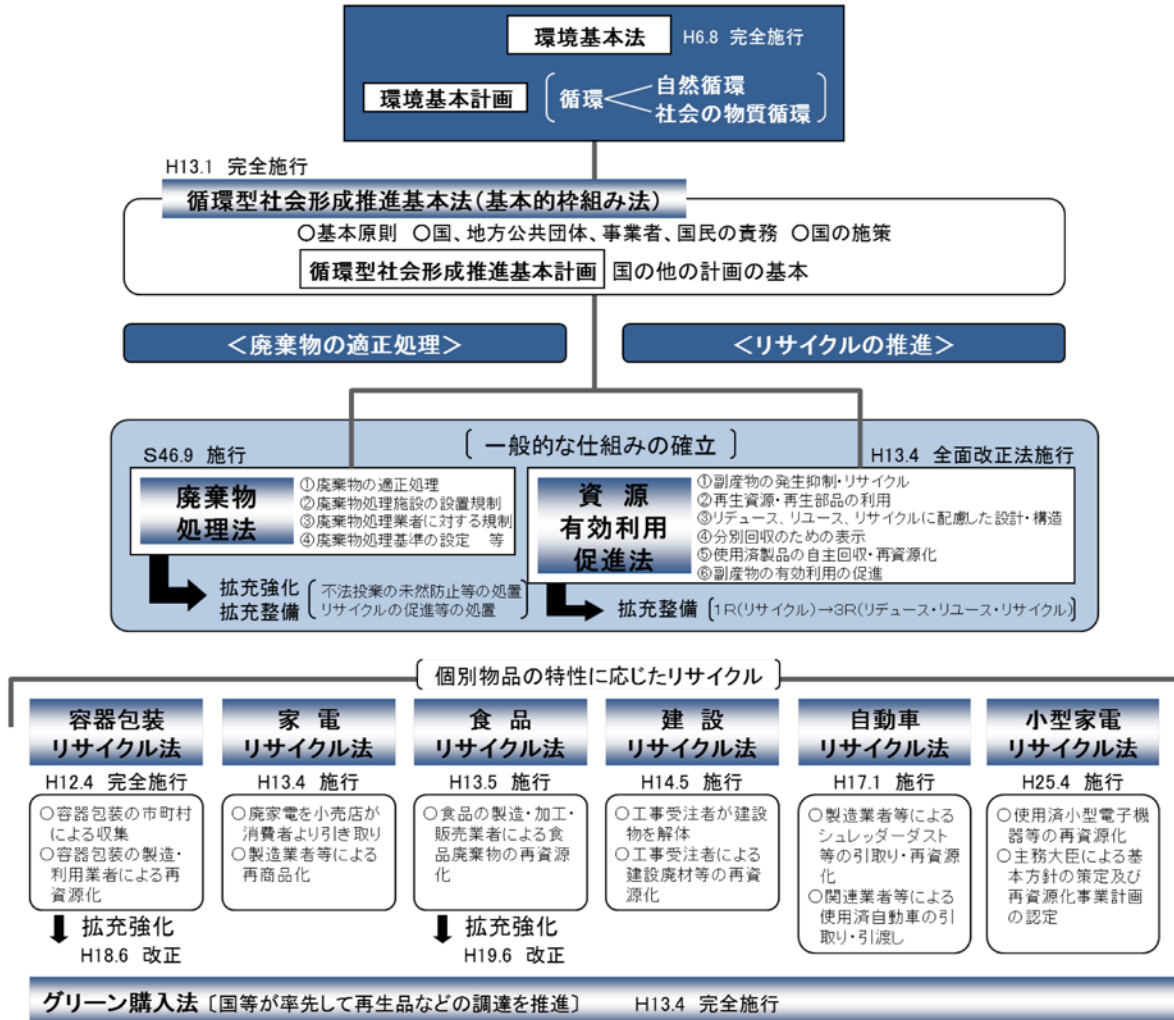 環境基本法 H6.8 完全施行
環境基本計画 循環 自然循環
社会の物質循環
H13.1 完全施行
循環型社会形成推進基本法(基本的枠組み法)
○基本原則 ○国、地方公共団体、事業者、国民の責務 ○国の施策
循環型社会形成推進基本計画 国の他の計画の基本
<廃棄物の適正処理>
<リサイクルの推進>
〔一般的な仕組みの確立〕
S46.9 施行
廃棄物
処理法
①廃棄物の適正処理
②廃棄物処理施設の設置規制
③廃棄物処理業者に対する規制
④廃棄物処理基準の設定 等
拡充強化
拡充整備
不法投棄の未然防止等の処置
リサイクルの促進等の処置
H13.4 全面改正法施行
資源
有効利用
促進法
①副産物の発生抑制・リサイクル
②再生資源・再生部品の利用
③リデュース、リユース、リサイクルに配慮した設計・構造
④分別回収のための表示
⑤使用済製品の自主回収・再資源化
⑥副産物の有効利用の促進
拡充整備〔1R(リサイクル)→3R(リデュース・リユース・リサイクル)〕
〔個別物品の特性に応じたリサイクル〕
容器包装
リサイクル法
H12.4 完全施行
○容器包装の市町村
による収集
○容器包装の製造・
利用業者による再
資源化
拡充強化
H18.6 改正
家電
リサイクル法
H13.4 施行
○廃家電を小売店が
消費者より引き取り
○製造業者等による
再商品化
食品
リサイクル法
H13.5 施行
○食品の製造・加工・
販売業者による食
品廃棄物の再資源
化
拡充強化
H19.6 改正
建設
リサイクル法
H14.5 施行
○工事受注者が建設
物を解体
○工事受注者による
建設廃材等の再資
源化
自動車
リサイクル法
H17.1 施行
○製造業者等による
シュレッダーダスト
等の引取り・再資源
化
○関連業者等による
使用済自動車の引
取り・引渡し
小型家電
リサイクル法
H25.4 施行
○使用済小型電子機
器等の再資源化
○主務大臣による基
本方針の策定及び
再資源化事業計画
の認定
グリーン購入法〔国等が率先して再生品などの調達を推進〕 H13.4 完全施行